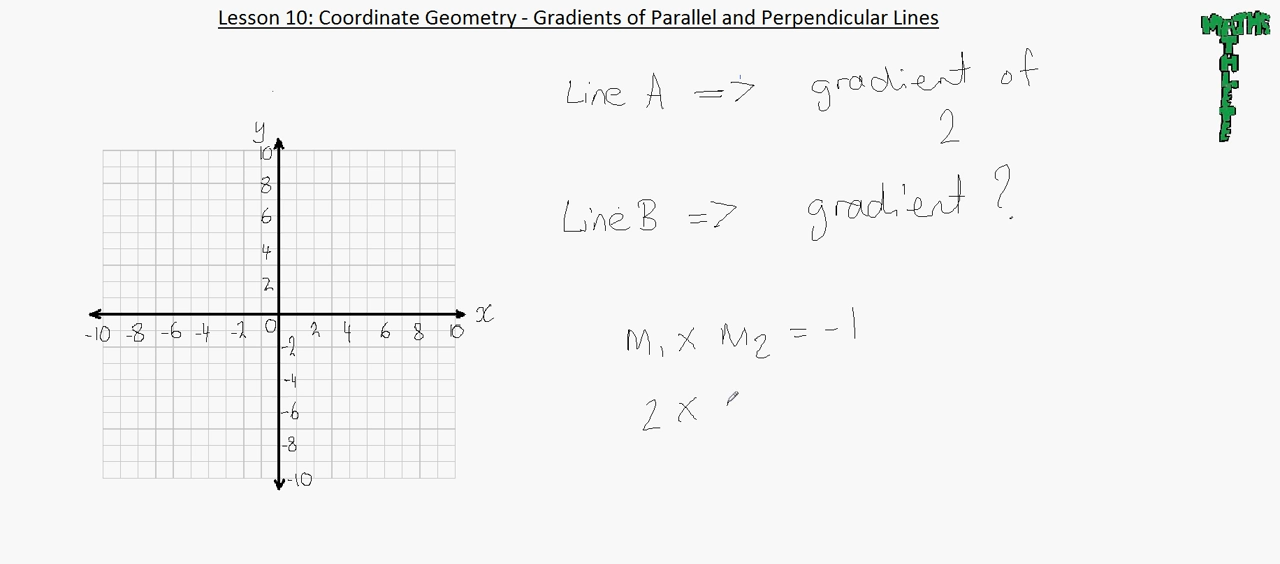 Lesson 10: Coordinate Geometry - Gradients of Parallel and Perpendicular Lines
MATHS
ATHLETE
Line A => gradient of
2
Line B => gradient ?
m₁ x m₂ = -1
2 x
y
10
8
6
4
2
x
-10 -8 -6 -4 -2 0 2 4 6 8 10
-2
-4
-6
-8
-10